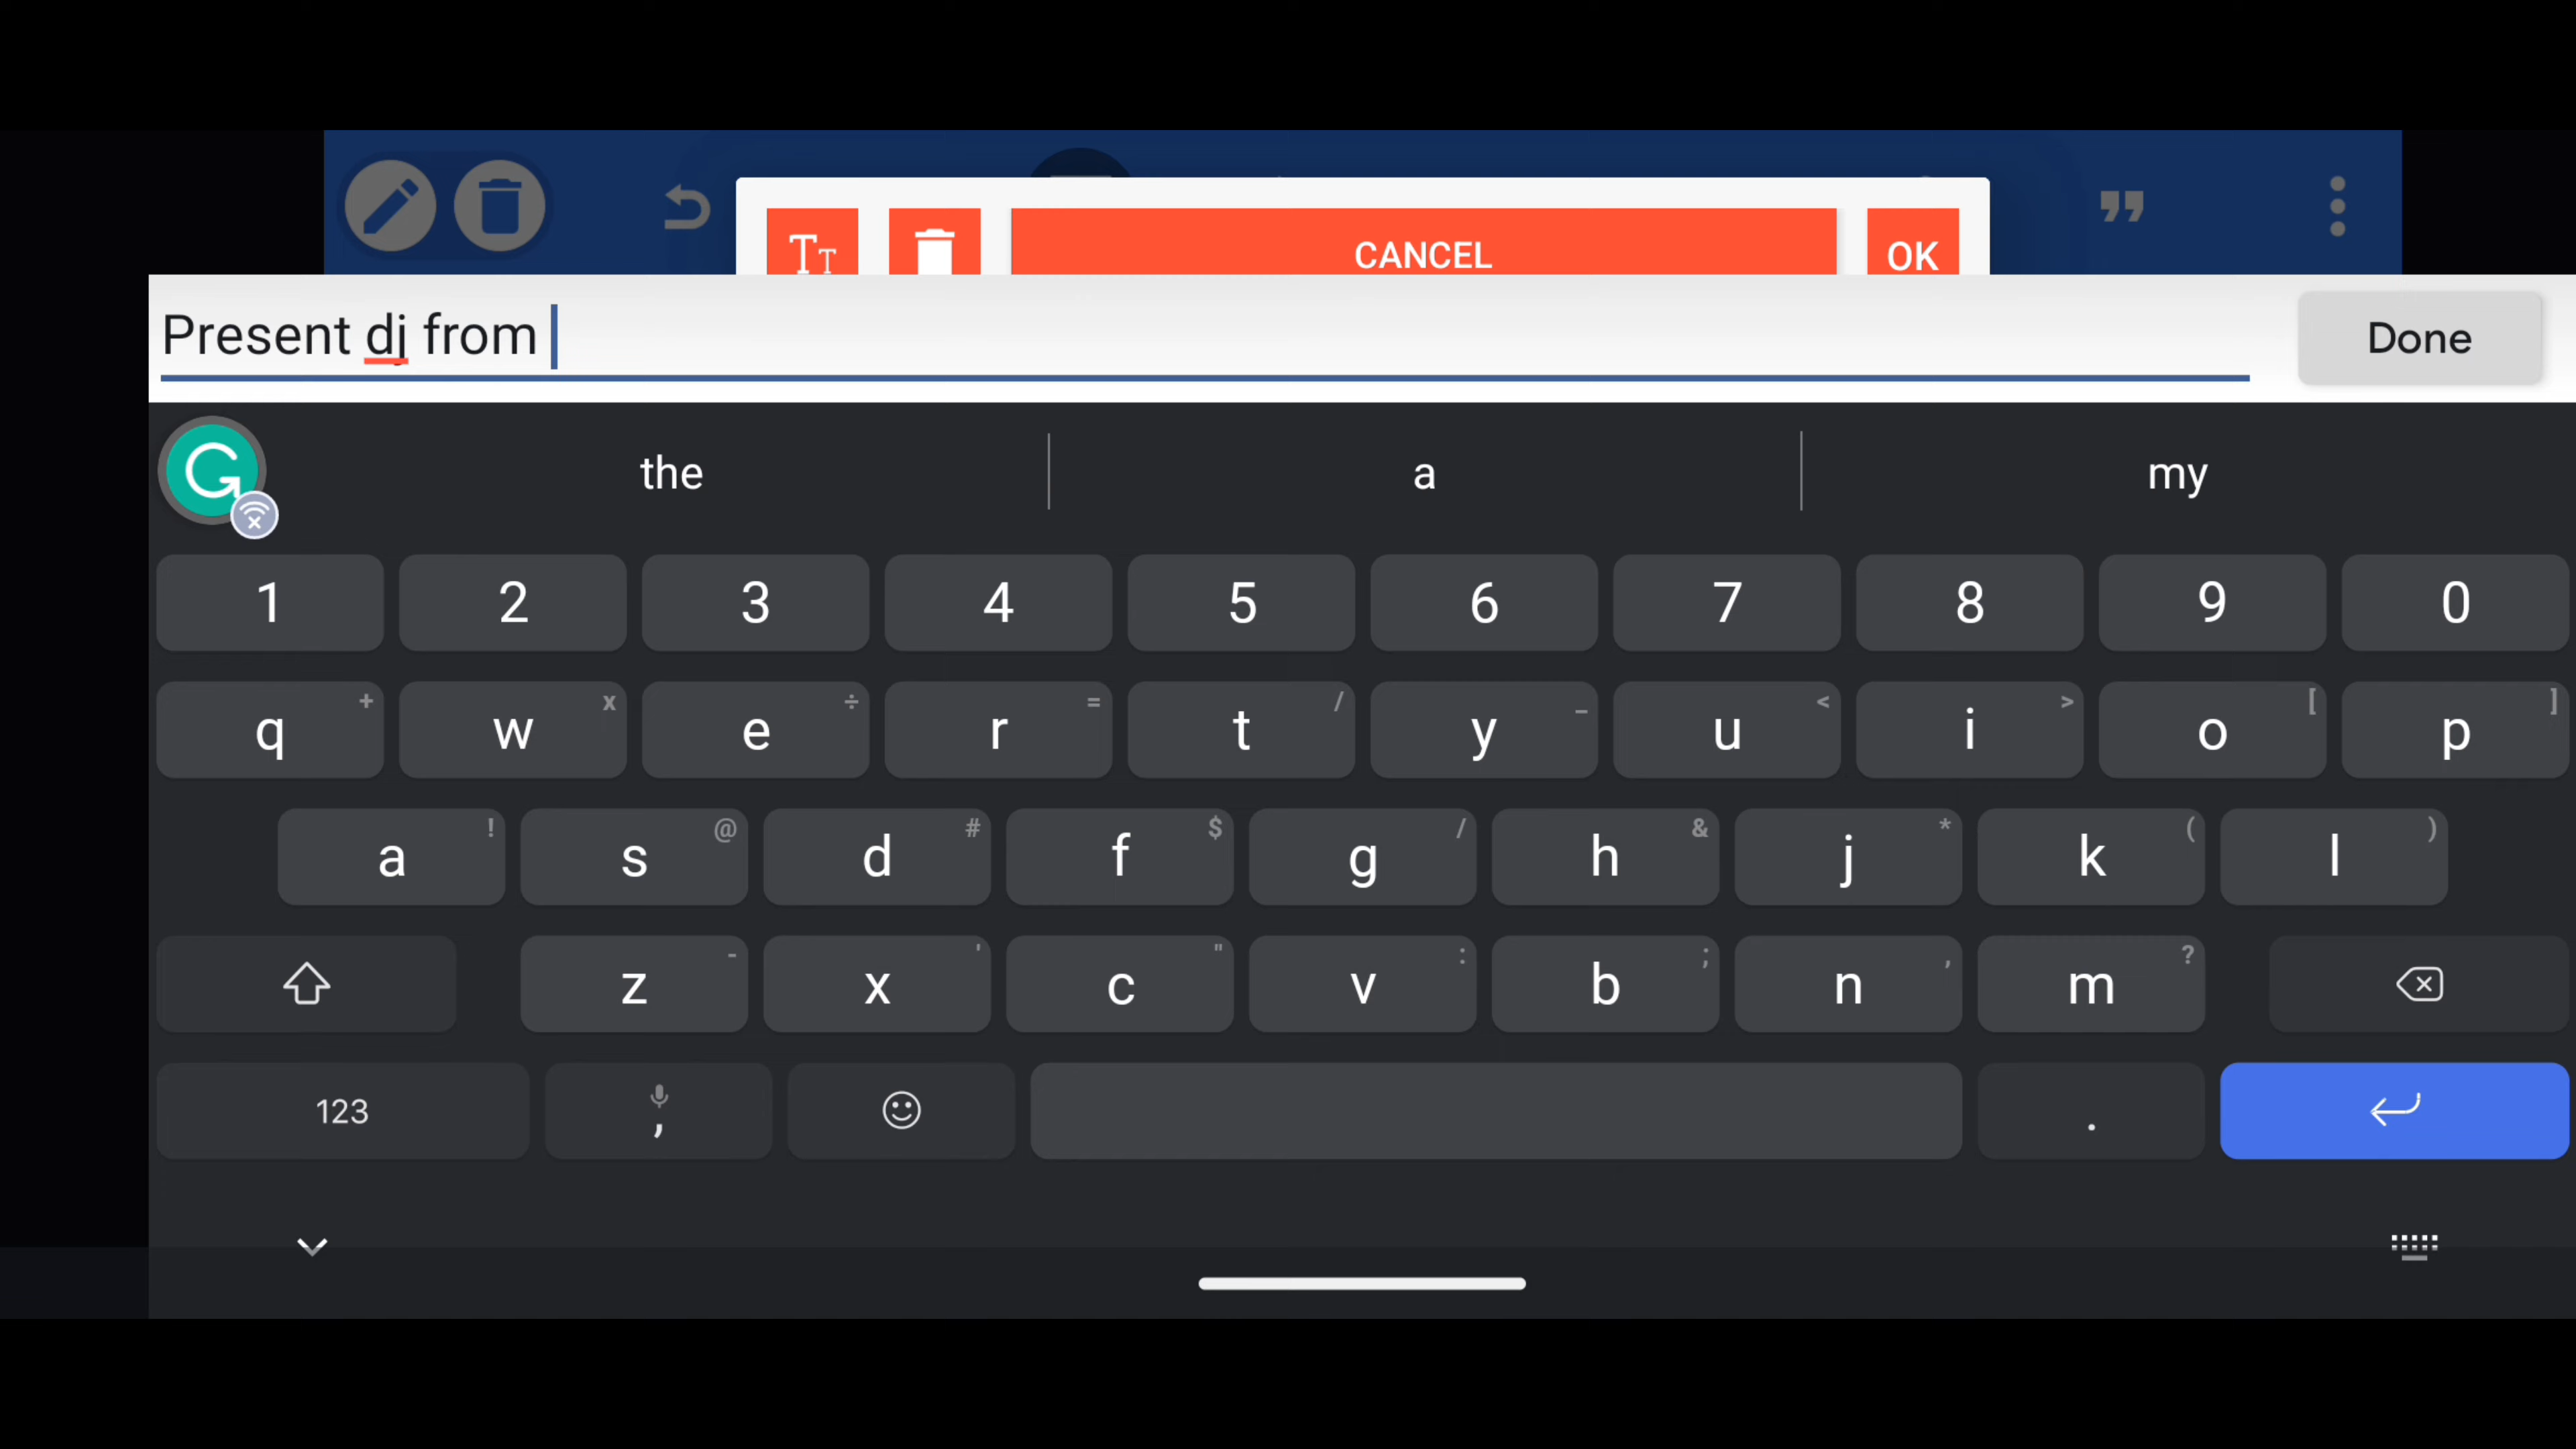 TT CANCEL OK
Present dj from
Done
the a my
1 2 3 4 5 6 7 8 9 0
q + w x e ÷ r = t / y _ u < i > o [ p ]
a ! s @ d # f $ g / h & j * k ( l )
z - x ' c " v : b ; n , m ?
123 , .